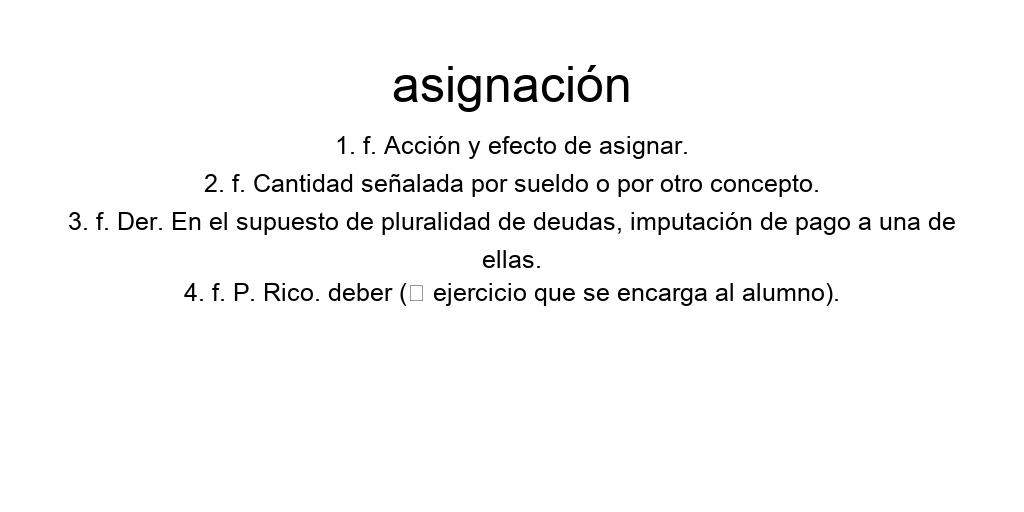 asignación
1. f. Acción y efecto de asignar.
2. f. Cantidad señalada por sueldo o por otro concepto.
3. f. Der. En el supuesto de pluralidad de deudas, imputación de pago a una de
ellas.
4. f. P. Rico. deber (□ ejercicio que se encarga al alumno).